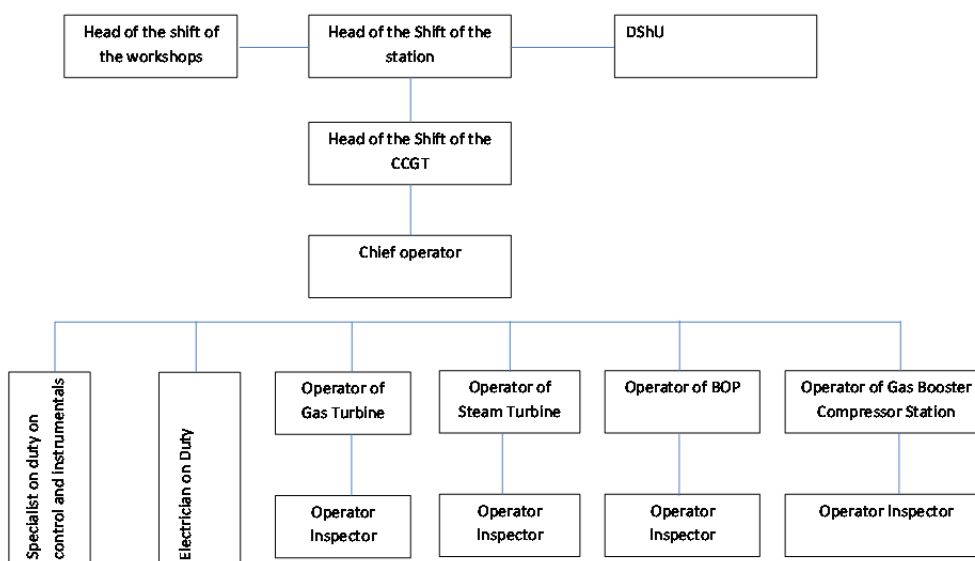 Head of the shift of
the workshops
Head of the Shift of the
station
DShU
Head of the Shift of the
CCGT
Chief operator
Specialist on duty on
control and instrumentals
Electrician on Duty
Operator of
Gas Turbine
Operator of
Steam Turbine
Operator of BOP
Operator of Gas Booster
Compressor Station
Operator
Inspector
Operator
Inspector
Operator
Inspector
Operator Inspector